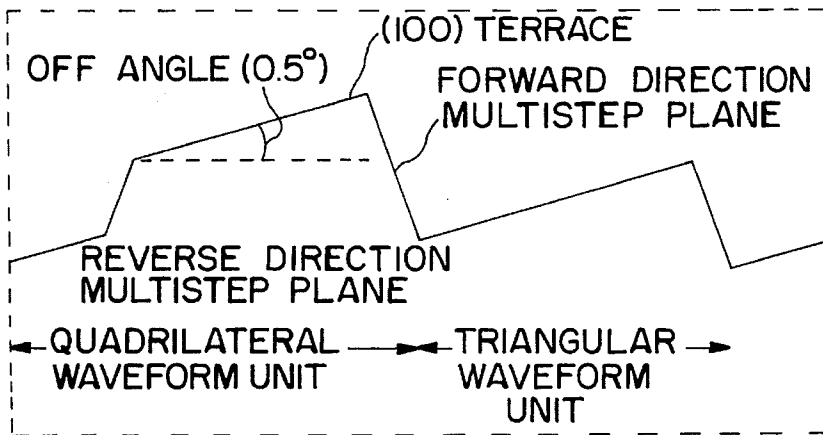 (100) TERRACE
OFF ANGLE (0.5°)
FORWARD DIRECTION
MULTISTEP PLANE
REVERSE DIRECTION
MULTISTEP PLANE
QUADRILATERAL
WAVEFORM UNIT
TRIANGULAR
WAVEFORM
UNIT